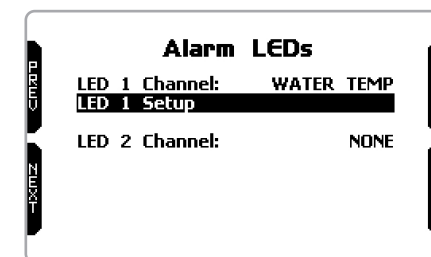 Alarm LEDs
PREV
LED 1 Channel: WATER TEMP
LED 1 Setup
LED 2 Channel: NONE
NEXT